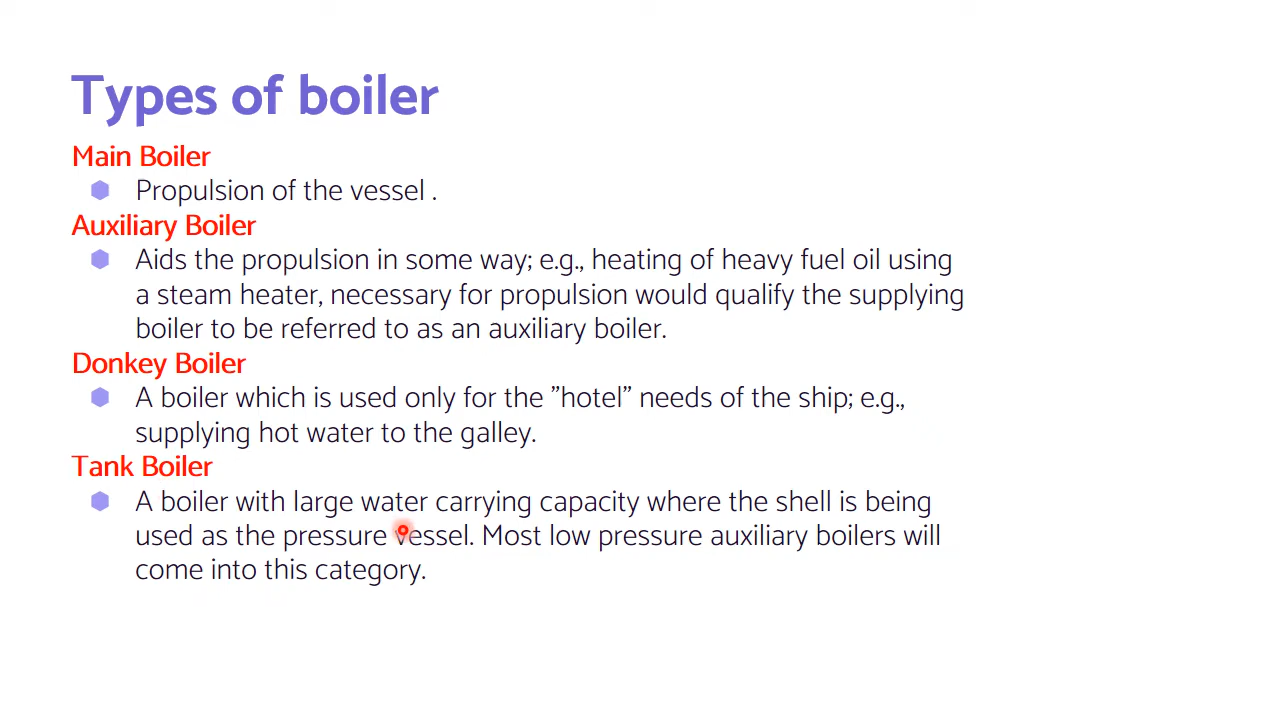 Types of boiler
Main Boiler
Propulsion of the vessel .
Auxiliary Boiler
Aids the propulsion in some way; e.g., heating of heavy fuel oil using
a steam heater, necessary for propulsion would qualify the supplying
boiler to be referred to as an auxiliary boiler.
Donkey Boiler
A boiler which is used only for the ”hotel” needs of the ship; e.g.,
supplying hot water to the galley.
Tank Boiler
A boiler with large water carrying capacity where the shell is being
used as the pressure vessel. Most low pressure auxiliary boilers will
come into this category.